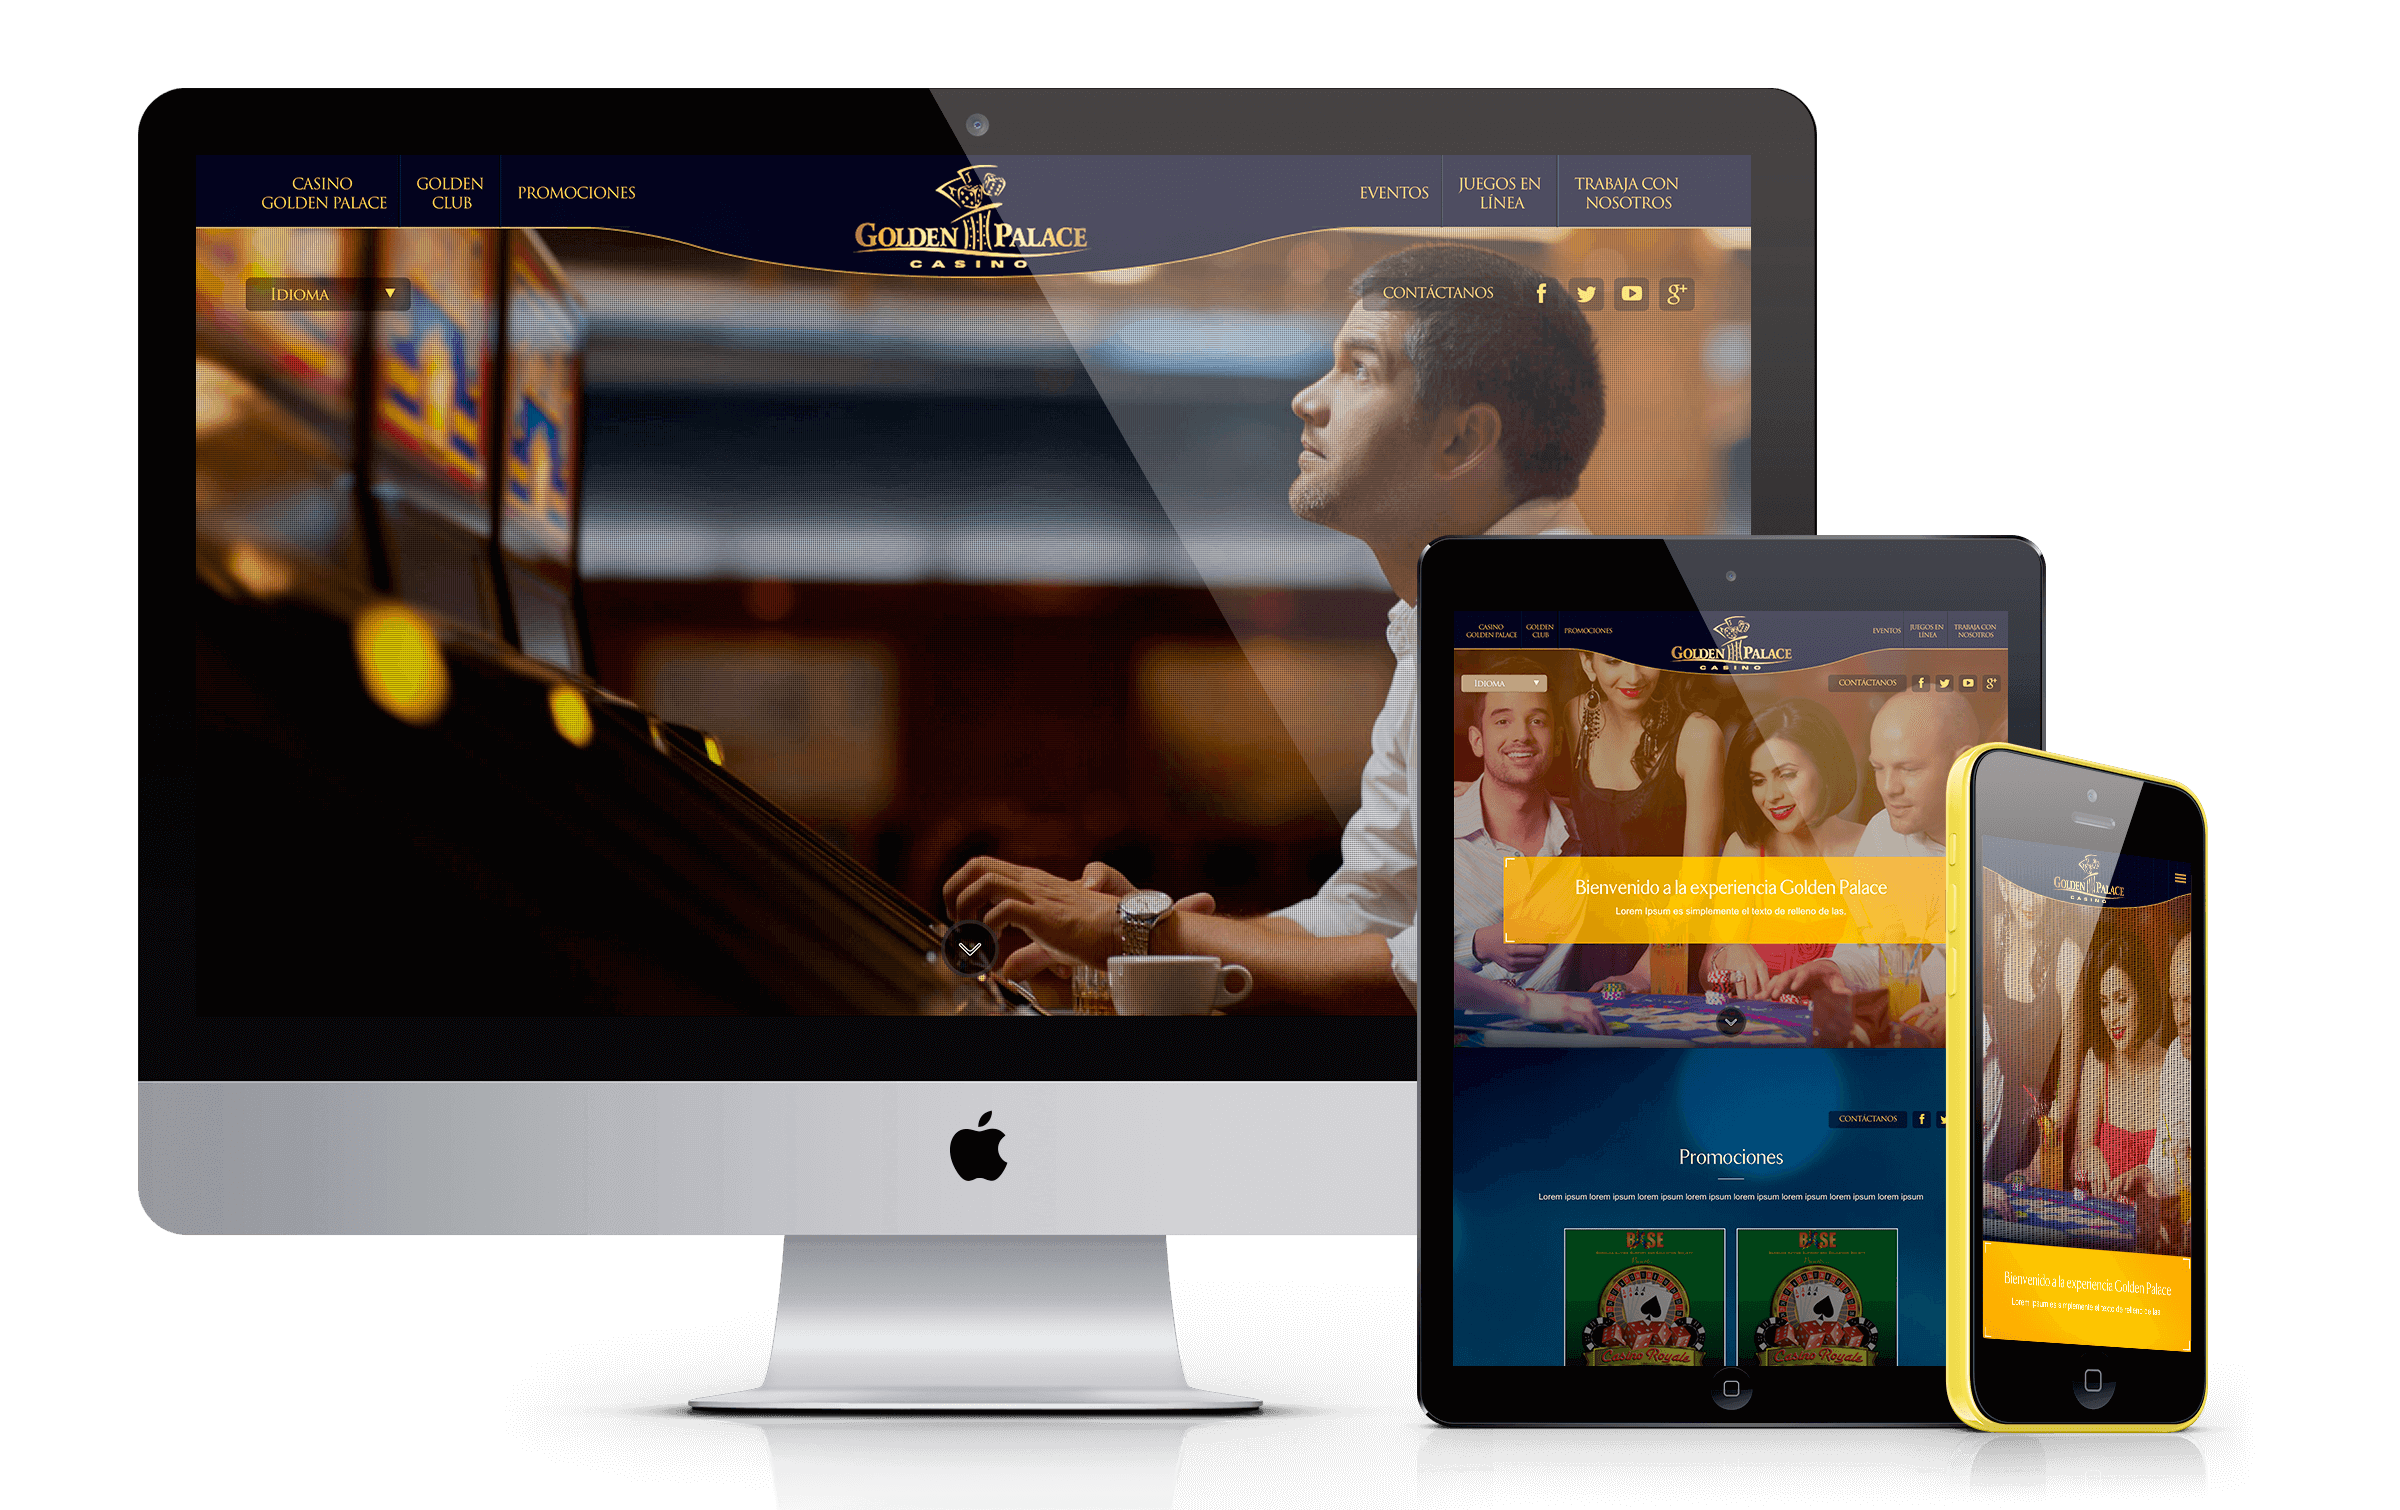 CASINO
GOLDEN PALACE
GOLDEN
CLUB
PROMOCIONES
GOLDEN PALACE
CASINO
EVENTOS
JUEGOS EN
LÍNEA
TRABAJA CON
NOSOTROS
IDIOMA
CONTÁCTANOS
f
g+
CASINO
GOLDEN PALACE
GOLDEN
CLUB
PROMOCIONES
GOLDEN PALACE
CASINO
EVENTOS
JUEGOS EN
LÍNEA
TRABAJA CON
NOSOTROS
IDIOMA
CONTÁCTANOS
f
g+
Bienvenido a la experiencia Golden Palace
Lorem Ipsum es simplemente el texto de relleno de las.
CONTÁCTANOS
f
Promociones
Lorem ipsum lorem ipsum lorem ipsum lorem ipsum lorem ipsum lorem ipsum lorem ipsum lorem ipsum
Casino Royale
Casino Royale
GOLDEN PALACE
CASINO
Bienvenido a la experiencia Golden Palace
Lorem Ipsum es simplemente el texto de relleno de las